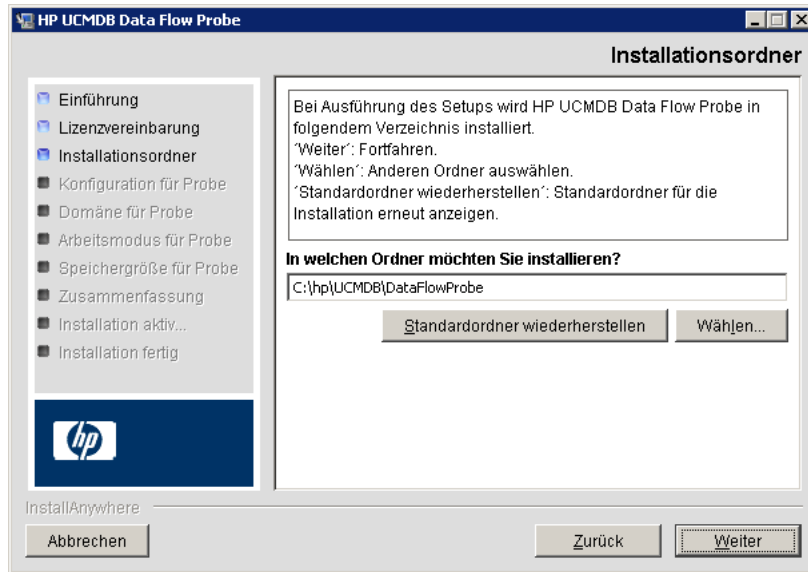 HP UCMDB Data Flow Probe
Installationsordner
Einführung
Lizenzvereinbarung
Installationsordner
Konfiguration für Probe
Domäne für Probe
Arbeitsmodus für Probe
Speichergröße für Probe
Zusammenfassung
Installation aktiv...
Installation fertig
hp
Bei Ausführung des Setups wird HP UCMDB Data Flow Probe in
folgendem Verzeichnis installiert.
´Weiter´: Fortfahren.
´Wählen´: Anderen Ordner auswählen.
´Standardordner wiederherstellen´: Standardordner für die
Installation erneut anzeigen.
In welchen Ordner möchten Sie installieren?
C:\hp\UCMDB\DataFlowProbe
Standardordner wiederherstellen
Wählen...
InstallAnywhere
Abbrechen
Zurück
Weiter